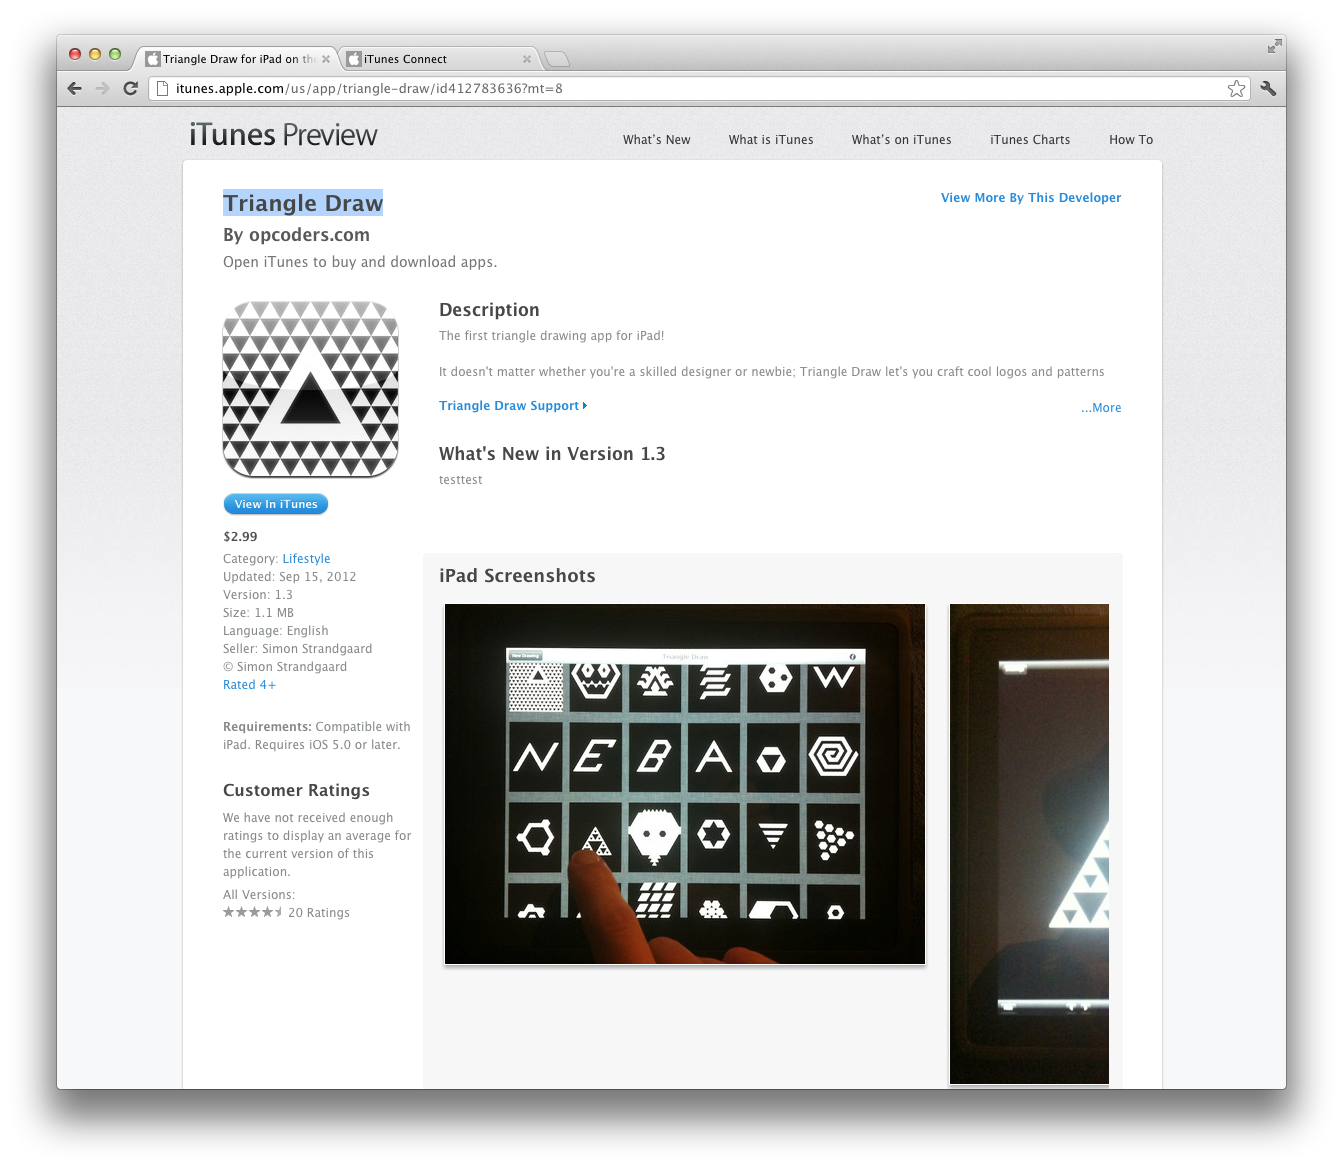 Triangle Draw for iPad on the
iTunes Connect
itunes.apple.com/us/app/triangle-draw/id412783636?mt=8
iTunes Preview
What's New
What is iTunes
What's on iTunes
iTunes Charts
How To
Triangle Draw
View More By This Developer
By opcoders.com
Open iTunes to buy and download apps.
Description
The first triangle drawing app for iPad!
It doesn't matter whether you're a skilled designer or newbie; Triangle Draw let's you craft cool logos and patterns
Triangle Draw Support
...More
What's New in Version 1.3
testtest
View In iTunes
$2.99
Category: Lifestyle
Updated: Sep 15, 2012
Version: 1.3
Size: 1.1 MB
Language: English
Seller: Simon Strandgaard
© Simon Strandgaard
Rated 4+
Requirements: Compatible with
iPad. Requires iOS 5.0 or later.
Customer Ratings
We have not received enough
ratings to display an average for
the current version of this
application.
All Versions:
20 Ratings
iPad Screenshots
New Drawing
Triangle Draw
W
N E B A